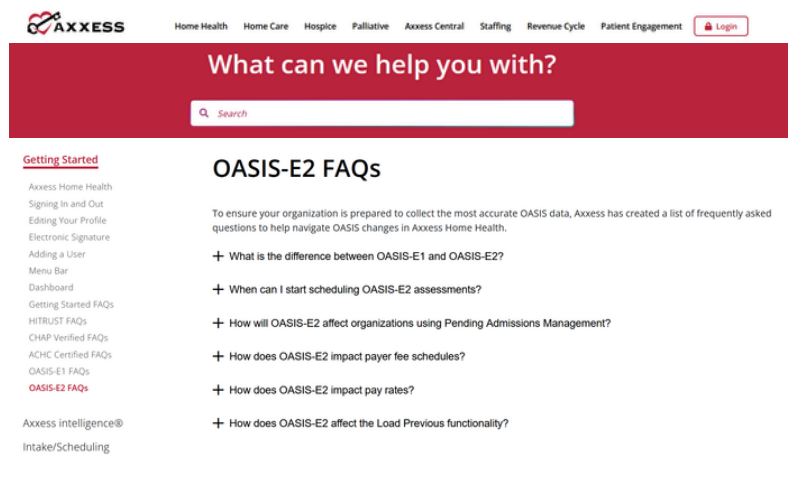 AXXESS
Home Health Home Care Hospice Palliative Axxess Central Staffing Revenue Cycle Patient Engagement Login
What can we help you with?
Search
Getting Started
Axxess Home Health
Signing In and Out
Editing Your Profile
Electronic Signature
Adding a User
Menu Bar
Dashboard
Getting Started FAQs
HITRUST FAQs
CHAP Verified FAQs
ACHC Certified FAQs
OASIS-E1 FAQs
OASIS-E2 FAQs
Axxess intelligence®
Intake/Scheduling
OASIS-E2 FAQs
To ensure your organization is prepared to collect the most accurate OASIS data, Axxess has created a list of frequently asked
questions to help navigate OASIS changes in Axxess Home Health.
+ What is the difference between OASIS-E1 and OASIS-E2?
+ When can I start scheduling OASIS-E2 assessments?
+ How will OASIS-E2 affect organizations using Pending Admissions Management?
+ How does OASIS-E2 impact payer fee schedules?
+ How does OASIS-E2 impact pay rates?
+ How does OASIS-E2 affect the Load Previous functionality?